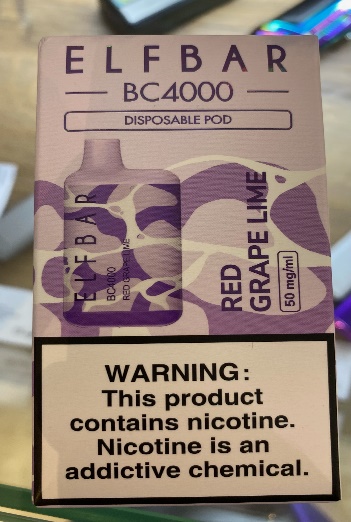 ELFBAR
BC4000
DISPOSABLE POD
ELFBAR
BC4000
RED GRAPE LIME
RED
GRAPE LIME
50 mg/ml
WARNING:
This product
contains nicotine.
Nicotine is an
addictive chemical.